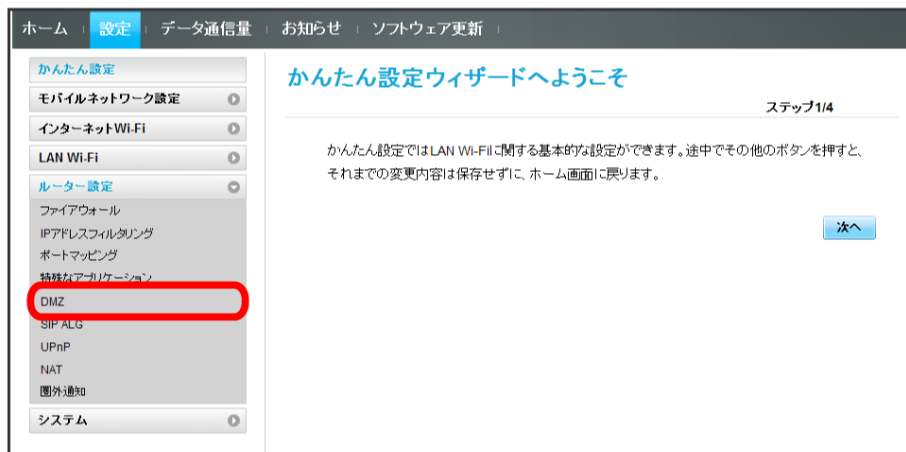 ホーム 設定 データ通信量 お知らせ ソフトウェア更新
かんたん設定
モバイルネットワーク設定
インターネットWi-Fi
LAN Wi-Fi
ルーター設定
ファイアウォール
IPアドレスフィルタリング
ポートマッピング
特殊なアプリケーション
DMZ
SIP ALG
UPnP
NAT
圏外通知
システム
かんたん設定ウィザードへようこそ
ステップ1/4
かんたん設定ではLAN Wi-Fiに関する基本的な設定ができます。途中でその他のボタンを押すと、
それまでの変更内容は保存せずに、ホーム画面に戻ります。
次へ